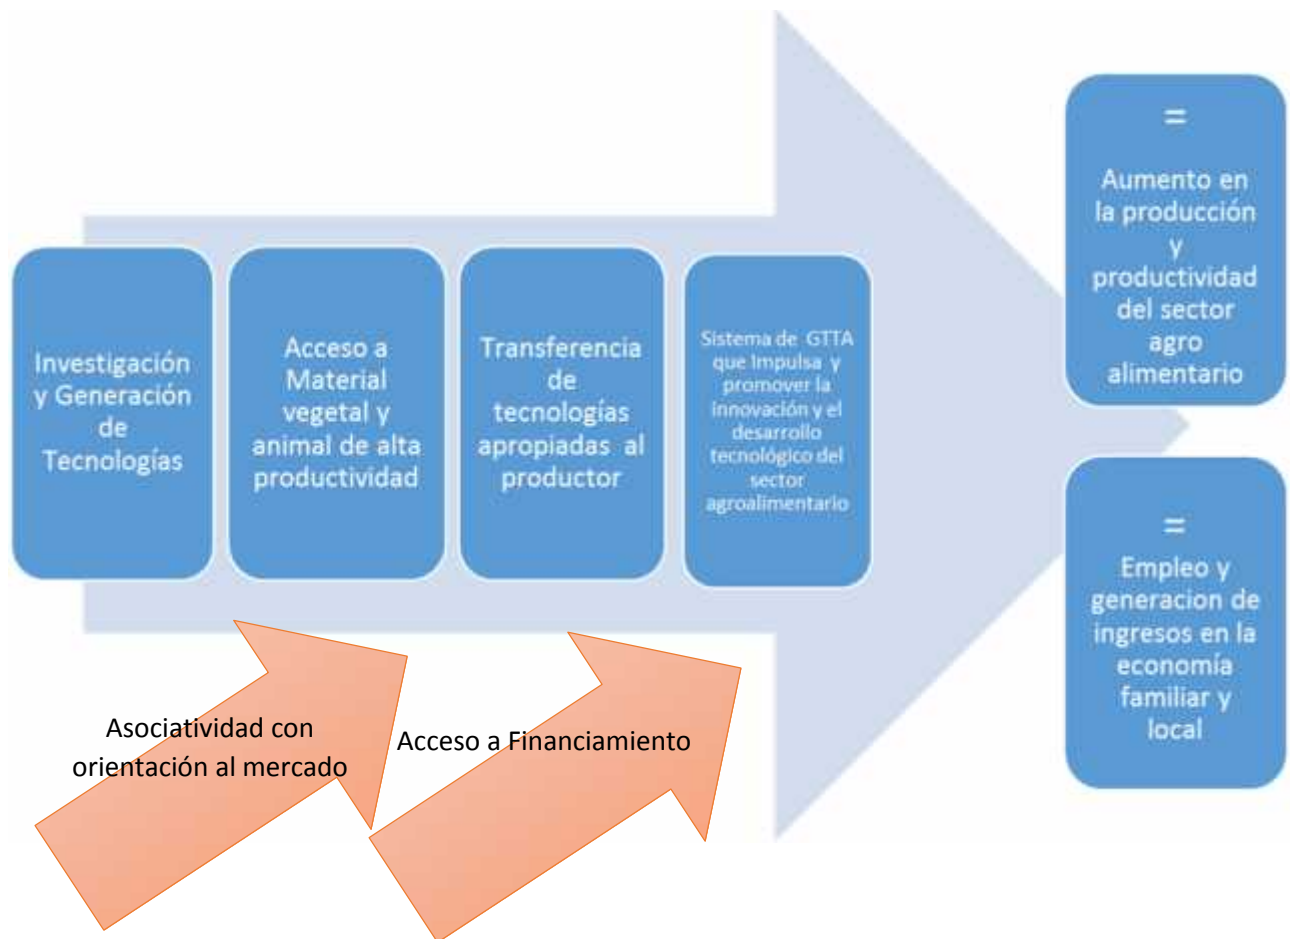 Investigación
y Generación
de
Tecnologías
Acceso a
Material
vegetal y
animal de alta
productividad
Transferencia
de
tecnologías
apropiadas al
productor
Sistema de GTTA
que Impulsa y
promover la
innovación y el
desarrollo
tecnológico del
sector
agroalimentario
=
Aumento en
la producción
y
productividad
del sector
agro
alimentario
=
Empleo y
generacion de
ingresos en la
economía
familiar y
local
Asociatividad con
orientación al mercado
Acceso a Financiamiento